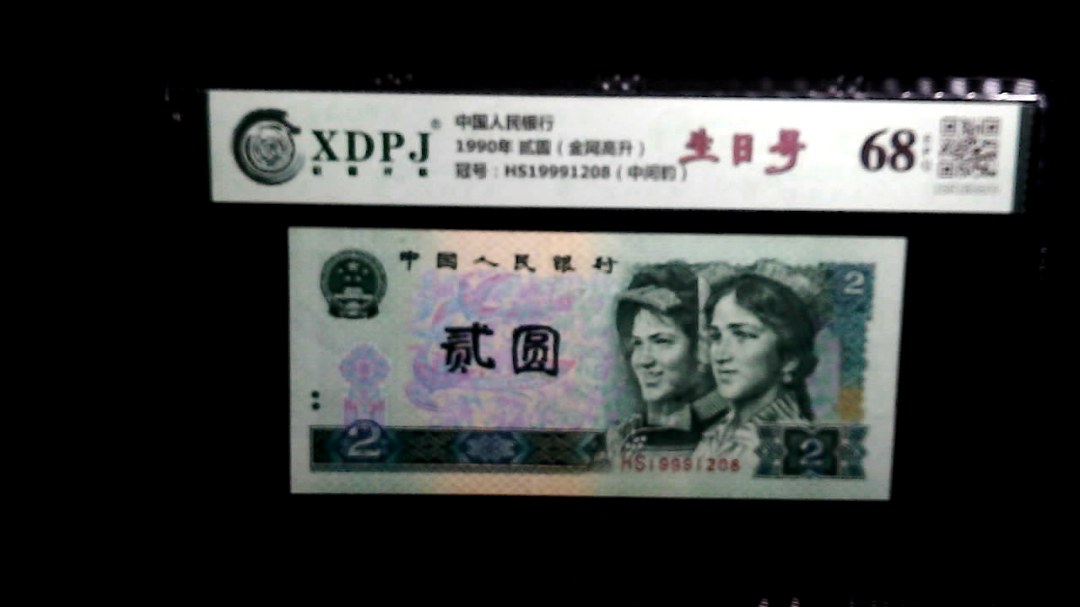 XDPJ®
中国人民银行
1990年 贰圆（金网高升）
冠号：HS19991208（中间豹）
生日号
68
中国人民银行
2
贰圆
2
HS19991208
2